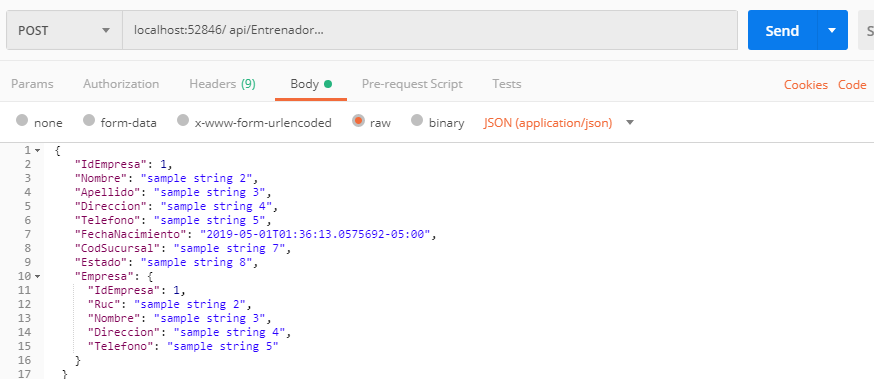 POST localhost:52846/ api/Entrenador... Send S
Params Authorization Headers (9) Body Pre-request Script Tests Cookies Code
none form-data x-www-form-urlencoded raw binary JSON (application/json)
1 {
2 "IdEmpresa": 1,
3 "Nombre": "sample string 2",
4 "Apellido": "sample string 3",
5 "Direccion": "sample string 4",
6 "Telefono": "sample string 5",
7 "FechaNacimiento": "2019-05-01T01:36:13.0575692-05:00",
8 "CodSucursal": "sample string 7",
9 "Estado": "sample string 8",
10 "Empresa": {
11 "IdEmpresa": 1,
12 "Ruc": "sample string 2",
13 "Nombre": "sample string 3",
14 "Direccion": "sample string 4",
15 "Telefono": "sample string 5"
16 }
17 }